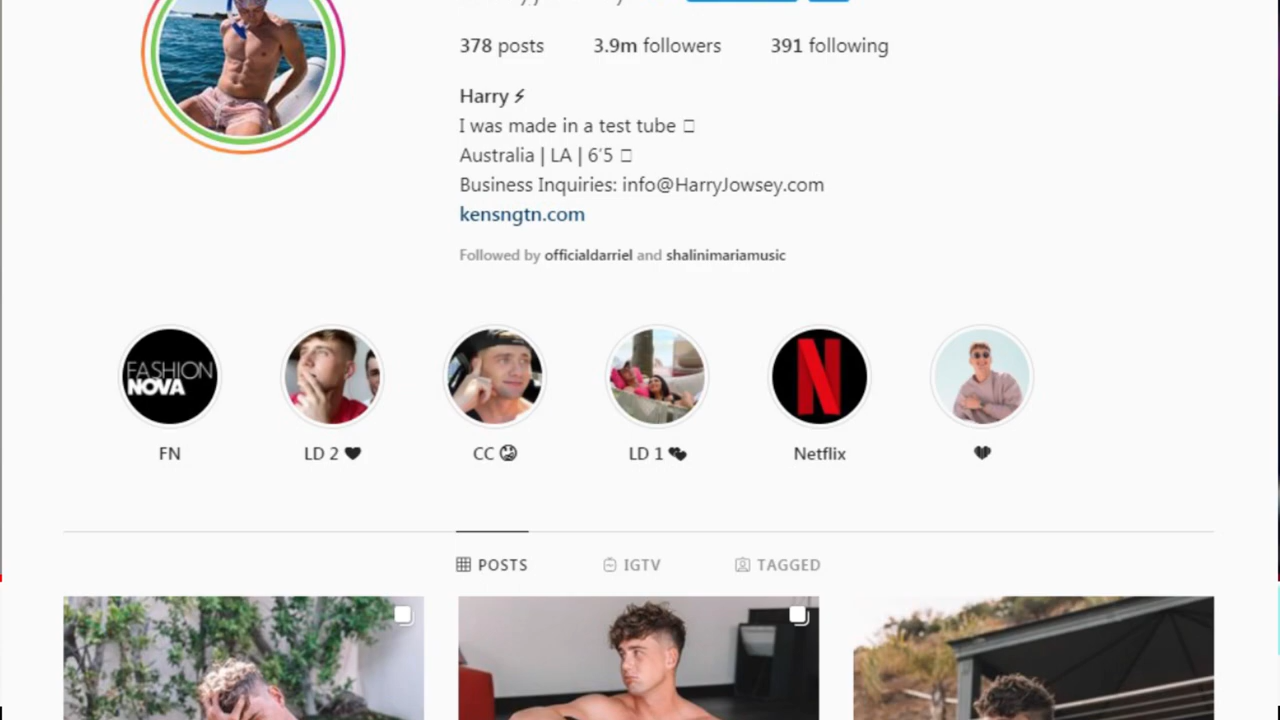 378 posts 3.9m followers 391 following
Harry ⚡
I was made in a test tube □
Australia | LA | 6'5 □
Business Inquiries: info@HarryJowsey.com
kensngtn.com
Followed by officialdarriel and shalinimariamusic
FASHION
NOVA
N
FN LD 2 LD 1 Netflix CC
POSTS IGTV TAGGED